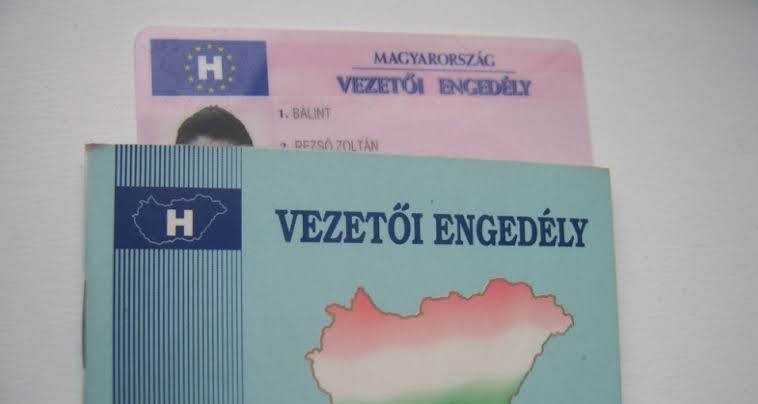 H
MAGYARORSZÁG
VEZETŐI ENGEDÉLY
1. BÁLINT
2. REZSŐ ZOLTÁN
H
VEZETŐI ENGEDÉLY